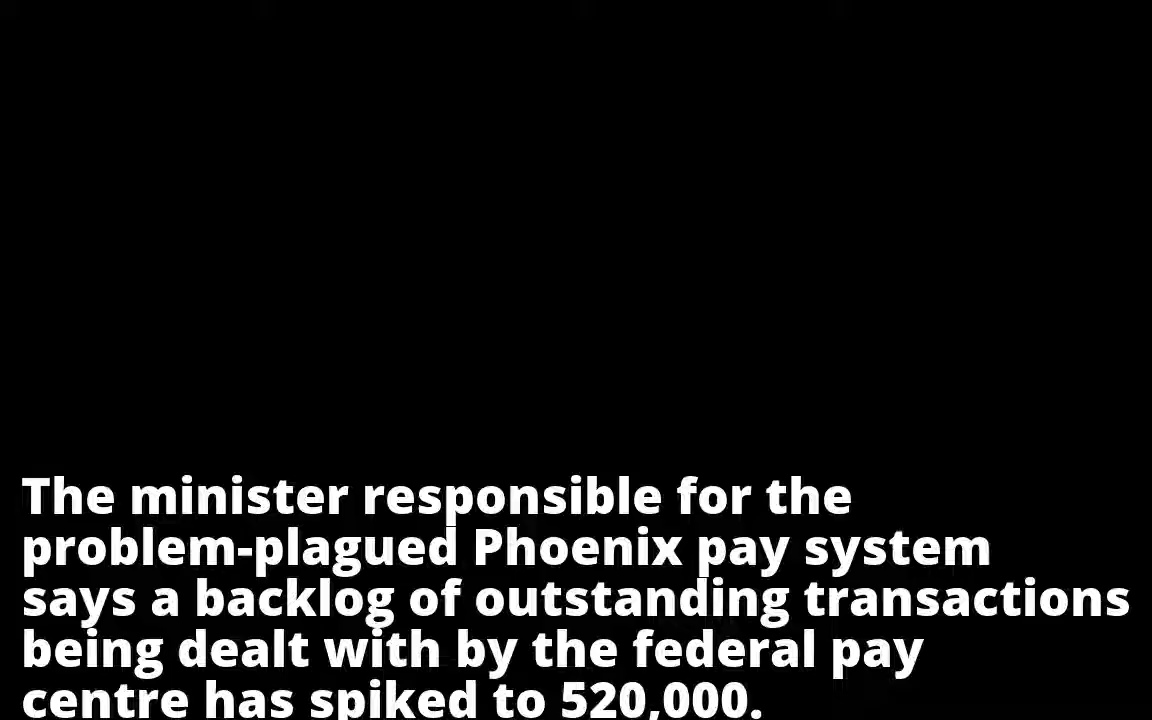 The minister responsible for the
problem-plagued Phoenix pay system
says a backlog of outstanding transactions
being dealt with by the federal pay
centre has spiked to 520,000.